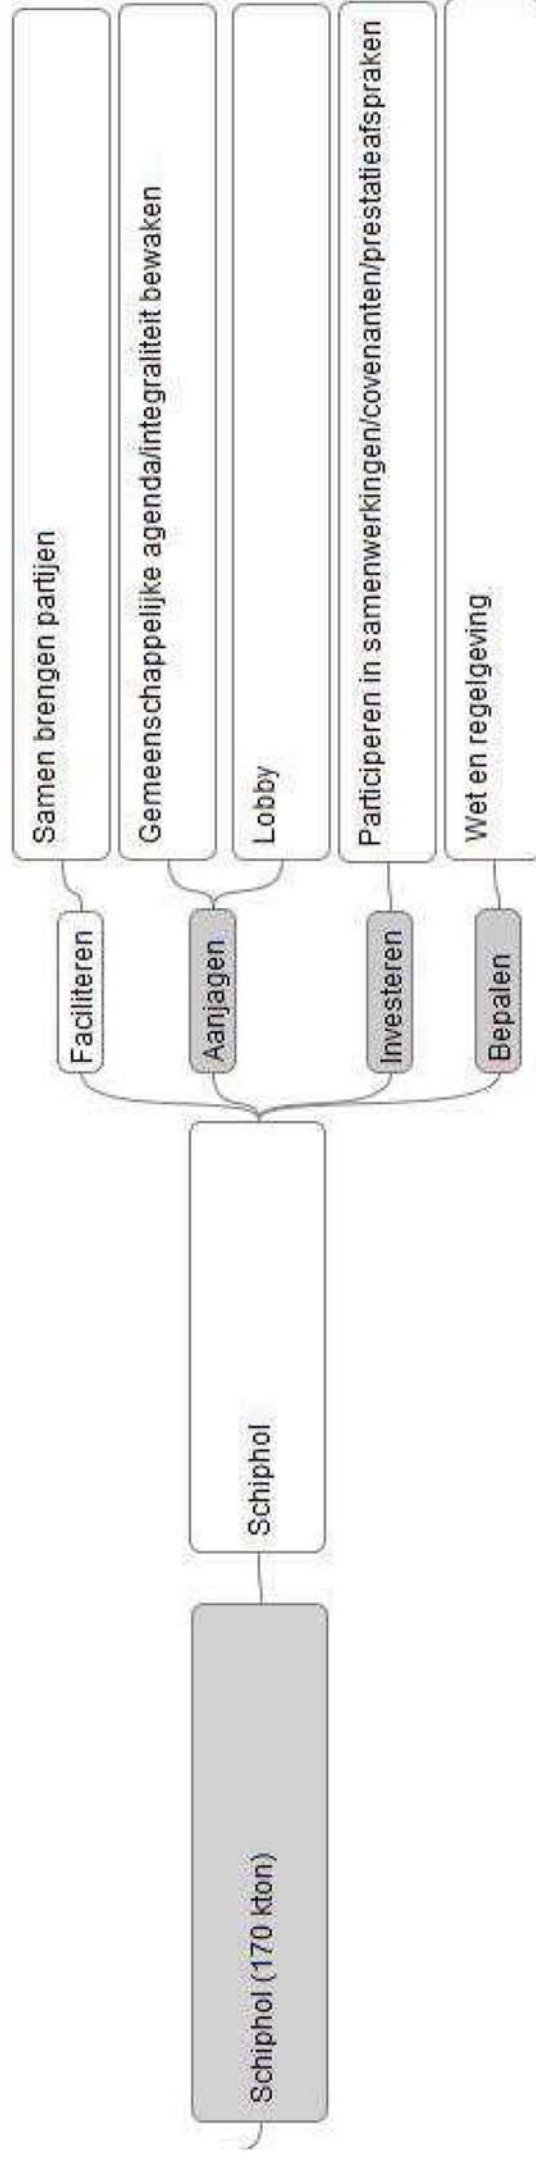 Schiphol (170 kton)
Schiphol
Faciliteren
Samen brengen partijen
Aanjagen
Gemeenschappelijke agenda/integraliteit bewaken
Lobby
Investeren
Participeren in samenwerkingen/covenanten/prestatieafspraken
Bepalen
Wet en regelgeving